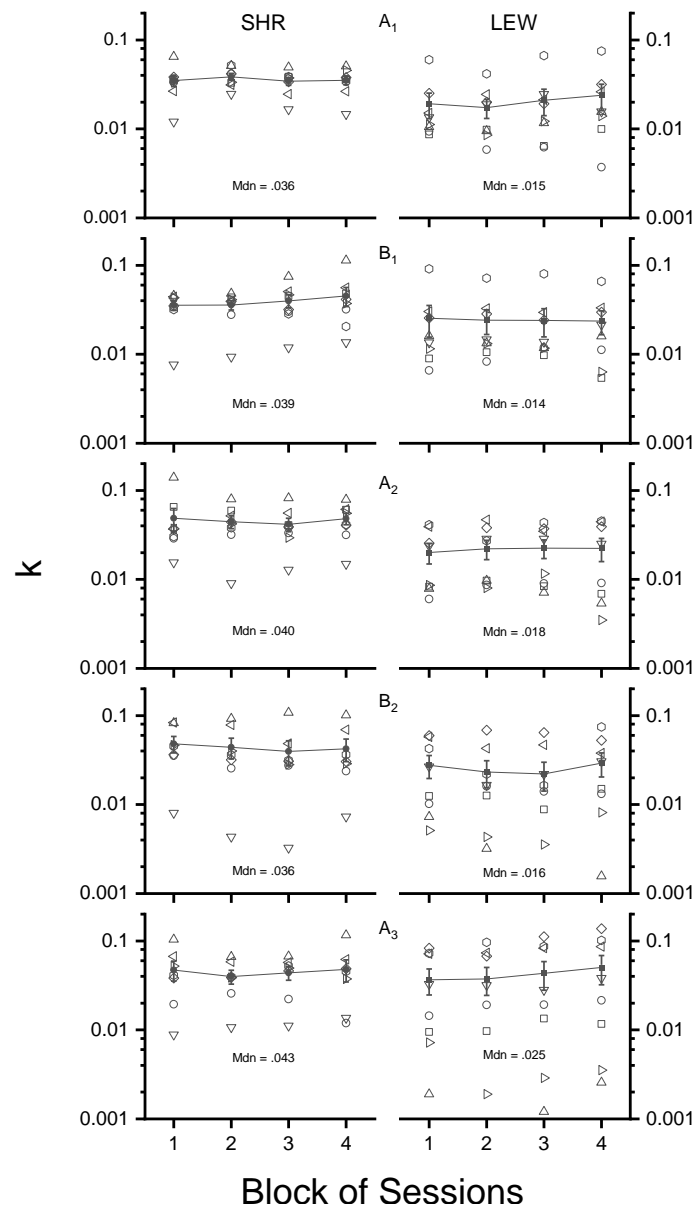 SHR A₁ LEW
0.1 0.1
0.01 0.01
Mdn = .036 Mdn = .015
0.001 0.001
B₁
0.1 0.1
0.01 0.01
Mdn = .039 Mdn = .014
0.001 0.001
A₂
0.1 0.1
k
0.01 0.01
Mdn = .040 Mdn = .018
0.001 0.001
B₂
0.1 0.1
0.01 0.01
Mdn = .036 Mdn = .016
0.001 0.001
A₃
0.1 0.1
0.01 0.01
Mdn = .043 Mdn = .025
0.001 0.001
1 2 3 4 1 2 3 4
Block of Sessions